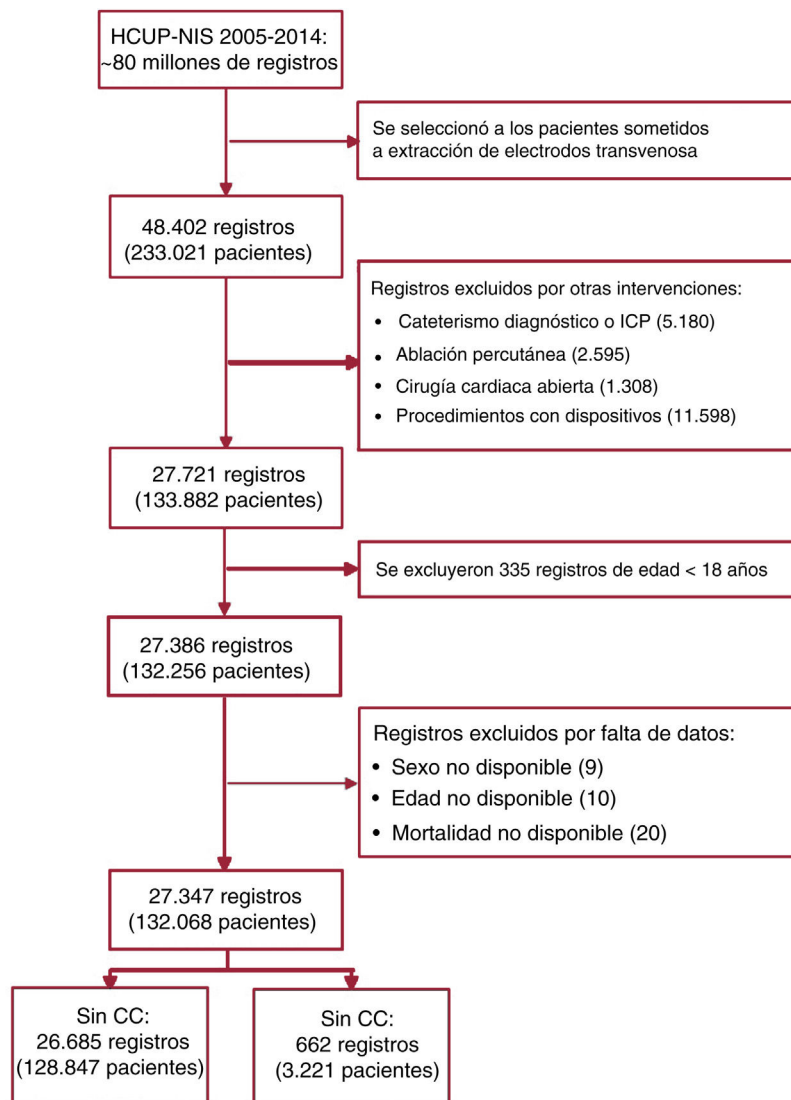 HCUP-NIS 2005-2014:
~80 millones de registros
Se seleccionó a los pacientes sometidos
a extracción de electrodos transvenosa
48.402 registros
(233.021 pacientes)
Registros excluidos por otras intervenciones:
• Cateterismo diagnóstico o ICP (5.180)
• Ablación percutánea (2.595)
• Cirugía cardiaca abierta (1.308)
• Procedimientos con dispositivos (11.598)
27.721 registros
(133.882 pacientes)
Se excluyeron 335 registros de edad < 18 años
27.386 registros
(132.256 pacientes)
Registros excluidos por falta de datos:
• Sexo no disponible (9)
• Edad no disponible (10)
• Mortalidad no disponible (20)
27.347 registros
(132.068 pacientes)
Sin CC:
26.685 registros
(128.847 pacientes)
Sin CC:
662 registros
(3.221 pacientes)